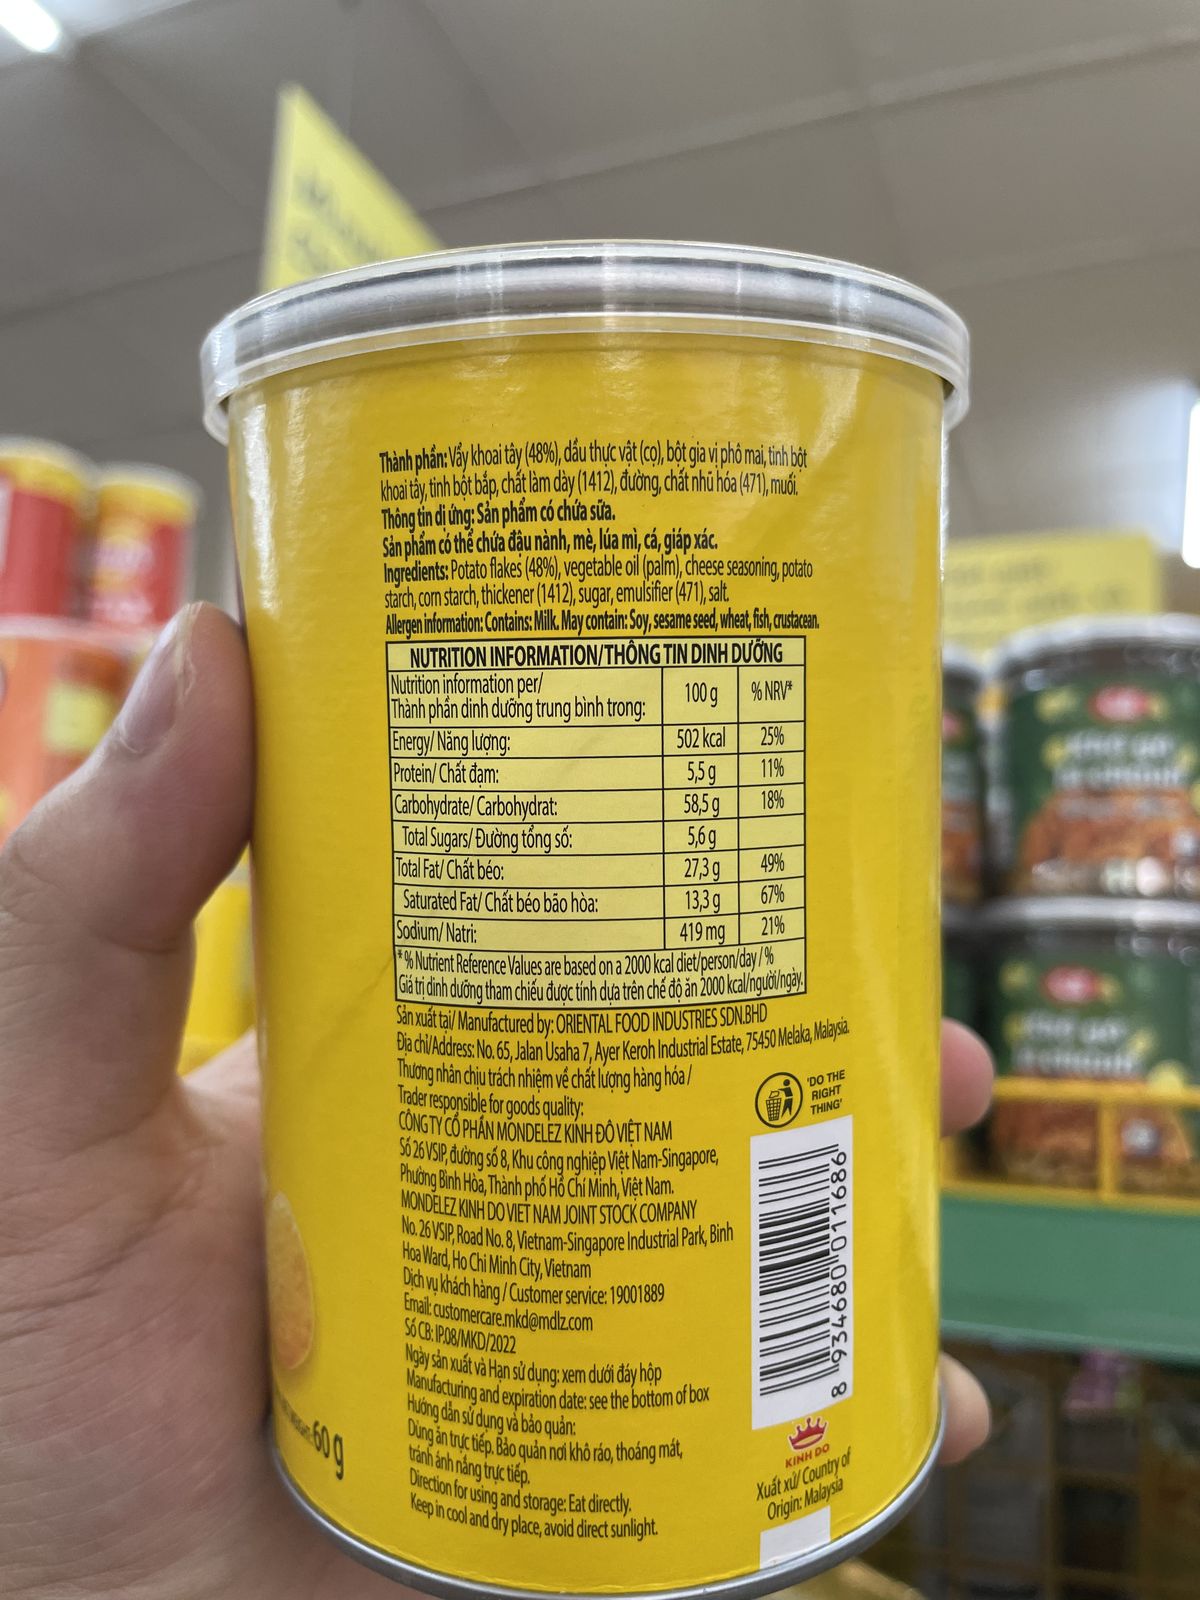 Thành phần: Vẩy khoai tây (48%), dầu thực vật (cọ), bột gia vị phô mai, tinh bột
khoai tây, tinh bột bắp, chất làm dày (1412), đường, chất nhũ hóa (471), muối.
Thông tin dị ứng: Sản phẩm có chứa sữa.
Sản phẩm có thể chứa đậu nành, mè, lúa mì, cá, giáp xác.
Ingredients: Potato flakes (48%), vegetable oil (palm), cheese seasoning, potato
starch, corn starch, thickener (1412), sugar, emulsifier (471), salt.
Allergen information: Contains: Milk. May contain: Soy, sesame seed, wheat, fish, crustacean.
NUTRITION INFORMATION/THÔNG TIN DINH DƯỠNG
Nutrition information per/
Thành phần dinh dưỡng trung bình trong: 100 g % NRV*
Energy/ Năng lượng: 502 kcal 25%
Protein/ Chất đạm: 5,5 g 11%
Carbohydrate/ Carbohydrat: 58,5 g 18%
Total Sugars/ Đường tổng số: 5,6 g
Total Fat/ Chất béo: 27,3 g 49%
Saturated Fat/ Chất béo bão hòa: 13,3 g 67%
Sodium/ Natri: 419 mg 21%
*% Nutrient Reference Values are based on a 2000 kcal diet/person/day / %
Giá trị dinh dưỡng tham chiếu được tính dựa trên chế độ ăn 2000 kcal/người/ngày.
Sản xuất tại/ Manufactured by: ORIENTAL FOOD INDUSTRIES SDN.BHD
Địa chỉ/Address: No. 65, Jalan Usaha 7, Ayer Keroh Industrial Estate, 75450 Melaka, Malaysia.
Thương nhân chịu trách nhiệm về chất lượng hàng hóa /
Trader responsible for goods quality:
CÔNG TY CỔ PHẦN MONDELEZ KINH ĐÔ VIỆT NAM
Số 26 VSIP, đường số 8, Khu công nghiệp Việt Nam-Singapore,
Phường Bình Hòa, Thành phố Hồ Chí Minh, Việt Nam.
MONDELEZ KINH DO VIET NAM JOINT STOCK COMPANY
No. 26 VSIP, Road No. 8, Vietnam-Singapore Industrial Park, Binh
Hoa Ward, Ho Chi Minh City, Vietnam
Dịch vụ khách hàng / Customer service: 19001889
Email: customercare.mkd@mdlz.com
Số CB: IP.08/MKD/2022
Ngày sản xuất và Hạn sử dụng: xem dưới đáy hộp
Manufacturing and expiration date: see the bottom of box
Hướng dẫn sử dụng và bảo quản:
Dùng ăn trực tiếp. Bảo quản nơi khô ráo, thoáng mát,
tránh ánh nắng trực tiếp.
Direction for using and storage: Eat directly.
Keep in cool and dry place, avoid direct sunlight.
'DO THE
RIGHT
THING'
8 934680 011686
KINH DO
Xuất xứ/ Country of
Origin: Malaysia
60 g